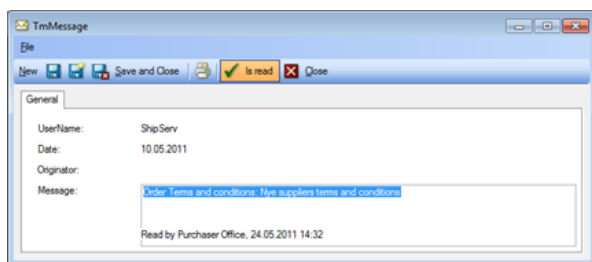 TmMessage
File
New Save and Close Is read Close
General
UserName: ShipServ
Date: 10.05.2011
Originator:
Message: Order Terms and conditions: Nye suppliers terms and conditions
Read by Purchaser Office, 24.05.2011 14:32